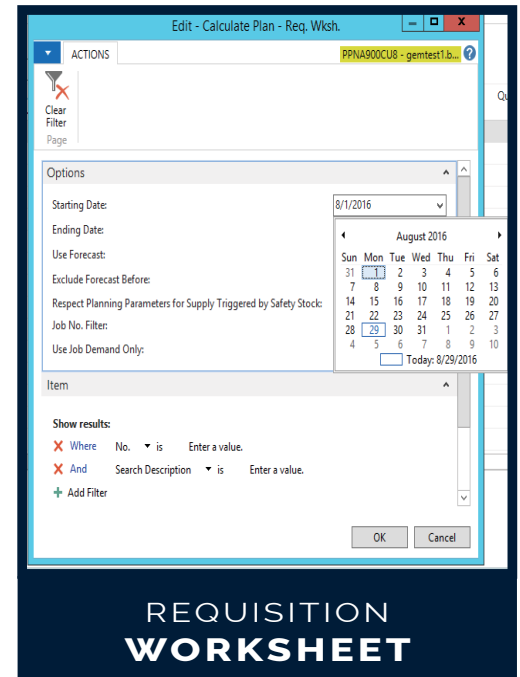 Edit - Calculate Plan - Req. Wksh.
ACTIONS
PPNA900CU8 - gemtest1.b...
Clear
Filter
Page
Qu
Options
Starting Date:
8/1/2016
Ending Date:
Use Forecast:
Exclude Forecast Before:
Respect Planning Parameters for Supply Triggered by Safety Stock:
Job No. Filter:
Use Job Demand Only:
August 2016
Sun Mon Tue Wed Thu Fri Sat
31 1 2 3 4 5 6
7 8 9 10 11 12 13
14 15 16 17 18 19 20
21 22 23 24 25 26 27
28 29 30 31 1 2 3
4 5 6 7 8 9 10
Today: 8/29/2016
Item
Show results:
Where No. is Enter a value.
And Search Description is Enter a value.
Add Filter
OK Cancel
REQUISITION
WORKSHEET